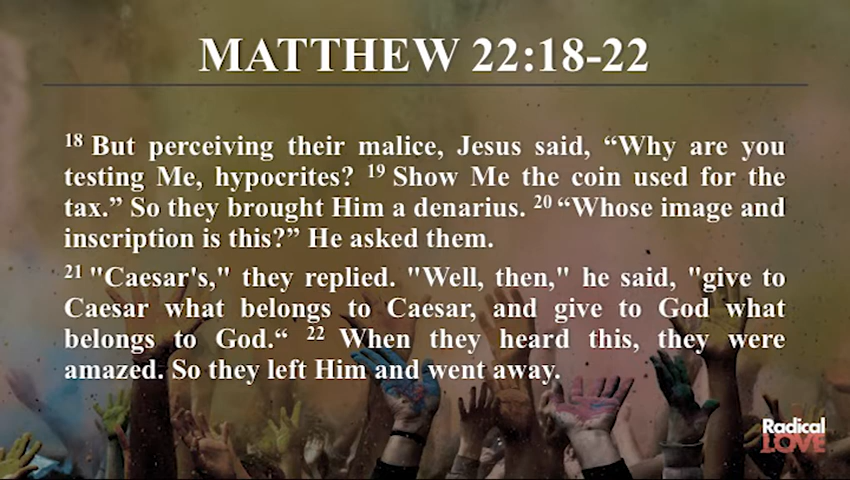 MATTHEW 22:18-22
18 But perceiving their malice, Jesus said, “Why are you
testing Me, hypocrites? 19 Show Me the coin used for the
tax.” So they brought Him a denarius. 20 “Whose image and
inscription is this?” He asked them.
21 "Caesar's," they replied. "Well, then," he said, "give to
Caesar what belongs to Caesar, and give to God what
belongs to God.“ 22 When they heard this, they were
amazed. So they left Him and went away.
Radical
LOVE